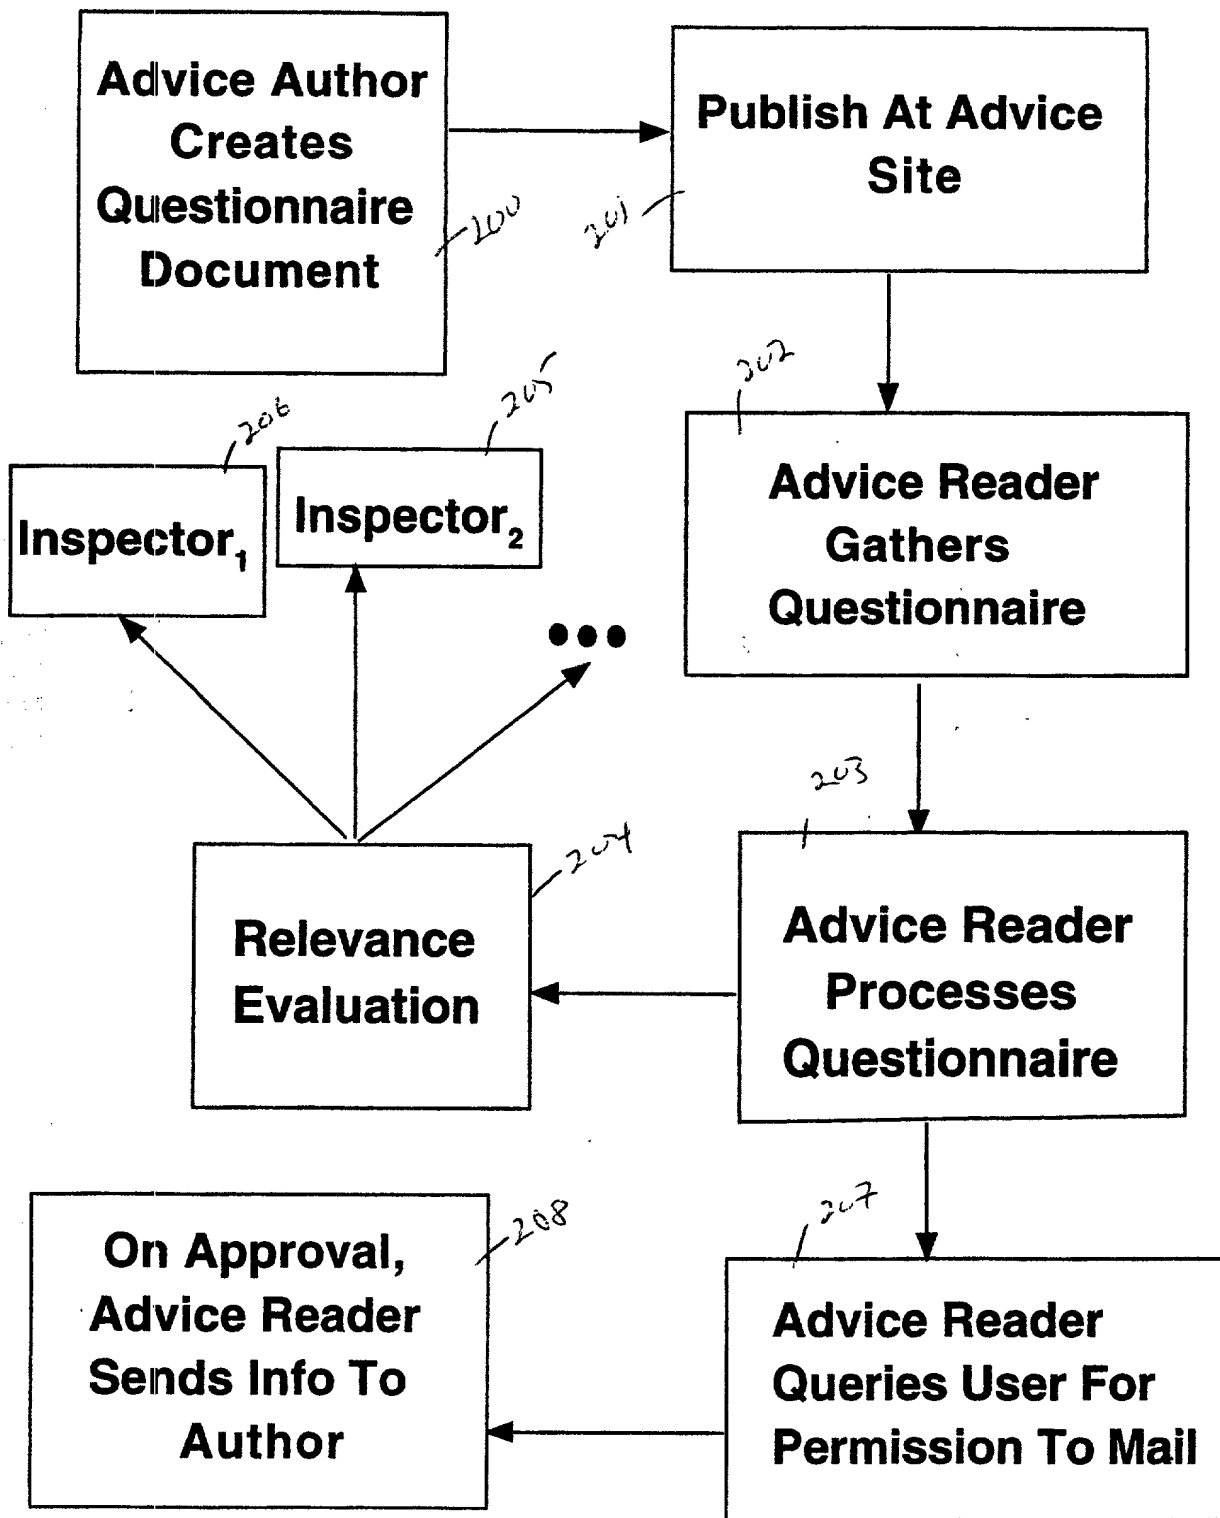 Advice Author
Creates
Questionnaire
Document
200
Publish At Advice
Site
201
202
Advice Reader
Gathers
Questionnaire
206
Inspector1
205
Inspector2
•••
203
Advice Reader
Processes
Questionnaire
204
Relevance
Evaluation
207
Advice Reader
Queries User For
Permission To Mail
208
On Approval,
Advice Reader
Sends Info To
Author